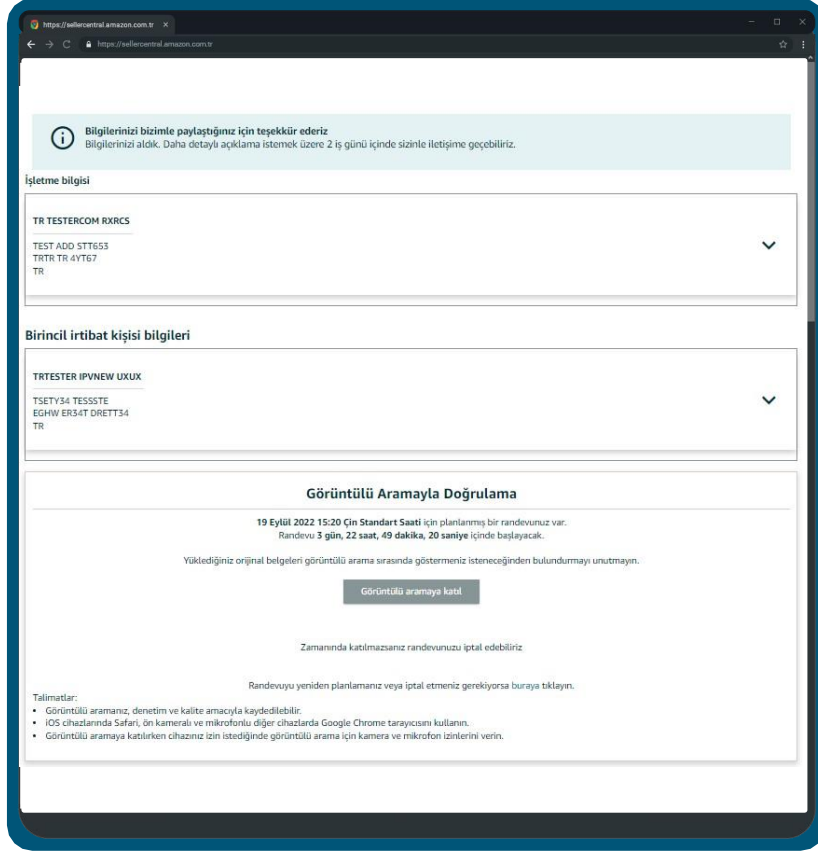 https://sellercentral.amazon.com.tr
https://sellercentral.amazon.com.tr
Bilgilerinizi bizimle paylaştığınız için teşekkür ederiz
Bilgilerinizi aldık. Daha detaylı açıklama istemek üzere 2 iş günü içinde sizinle iletişime geçebiliriz.
İşletme bilgisi
TR TESTERCOM RXRCS
TEST ADD STT653
TRTR TR 4YT67
TR
Birincil irtibat kişisi bilgileri
TRTESTER IPVNEW UXUX
TSETY34 TESSSTE
EGHW ER34T DRETT34
TR
Görüntülü Aramayla Doğrulama
19 Eylül 2022 15:20 Çin Standart Saati için planlanmış bir randevunuz var.
Randevu 3 gün, 22 saat, 49 dakika, 20 saniye içinde başlayacak.
Yüklediğiniz orijinal belgeleri görüntülü arama sırasında göstermeniz isteneceğinden bulundurmayı unutmayın.
Görüntülü aramaya katıl
Zamanında katılmazsanız randevunuzu iptal edebiliriz
Randevuyu yeniden planlamanız veya iptal etmeniz gerekiyorsa buraya tıklayın.
Talimatlar:
• Görüntülü aramanız, denetim ve kalite amacıyla kaydedilebilir.
• iOS cihazlarında Safari, ön kameralı ve mikrofonlu diğer cihazlarda Google Chrome tarayıcısını kullanın.
• Görüntülü aramaya katılırken cihazınız izin istediğinde görüntülü arama için kamera ve mikrofon izinlerini verin.